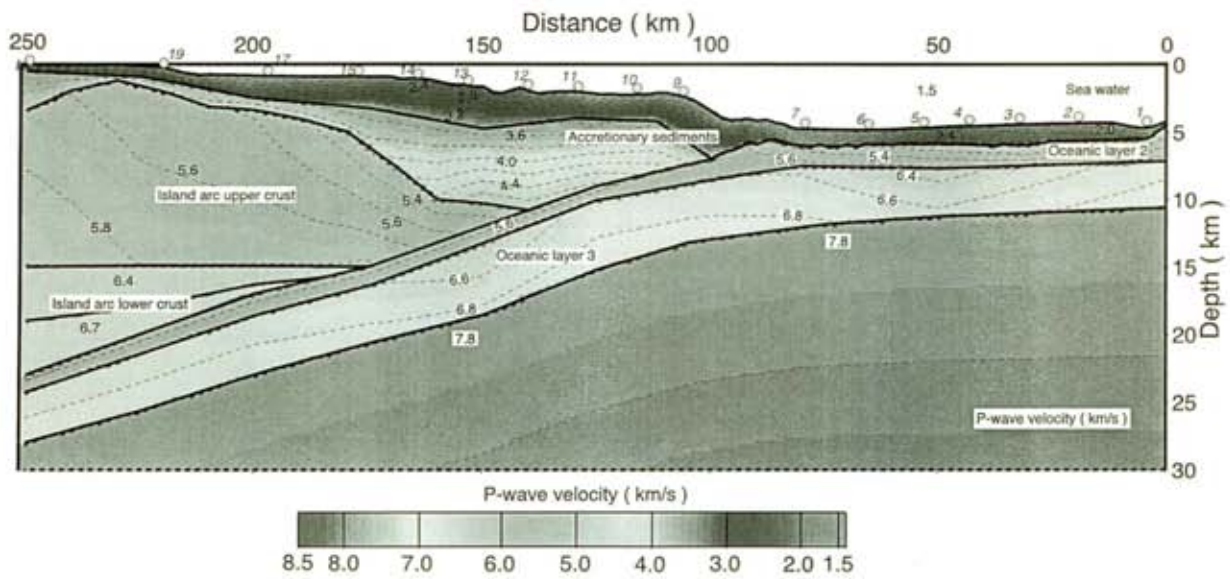 Distance ( km )
250 200 150 100 50 0
19 17 15 14 13 12 11 10 9 7 6 5 4 3 2 1
0
1.5 Sea water
2.0
3.6 Accretionary sediments
5
5.6 5.4 Oceanic layer 2
4.0
6.4
5.6
Island arc upper crust
5.4
6.6
10
5.8
5.6 5.6
6.8
7.8
Oceanic layer 3
15
6.4
6.6
Island arc lower crust
6.8
6.7
7.8
20
Depth ( km )
25
P-wave velocity ( km/s )
30
P-wave velocity ( km/s )
8.5 8.0 7.0 6.0 5.0 4.0 3.0 2.0 1.5